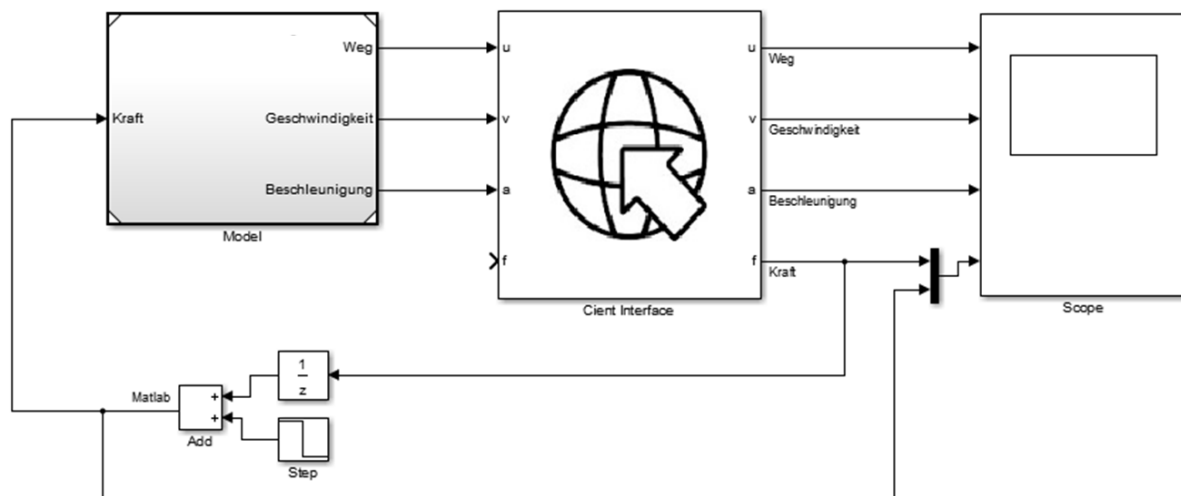 Weg
u
u
Weg
Kraft
Geschwindigkeit
v
v
Geschwindigkeit
Beschleunigung
a
a
Beschleunigung
Model
f
f
Kraft
Cient Interface
Scope
1
z
Matlab
+
+
Add
Step